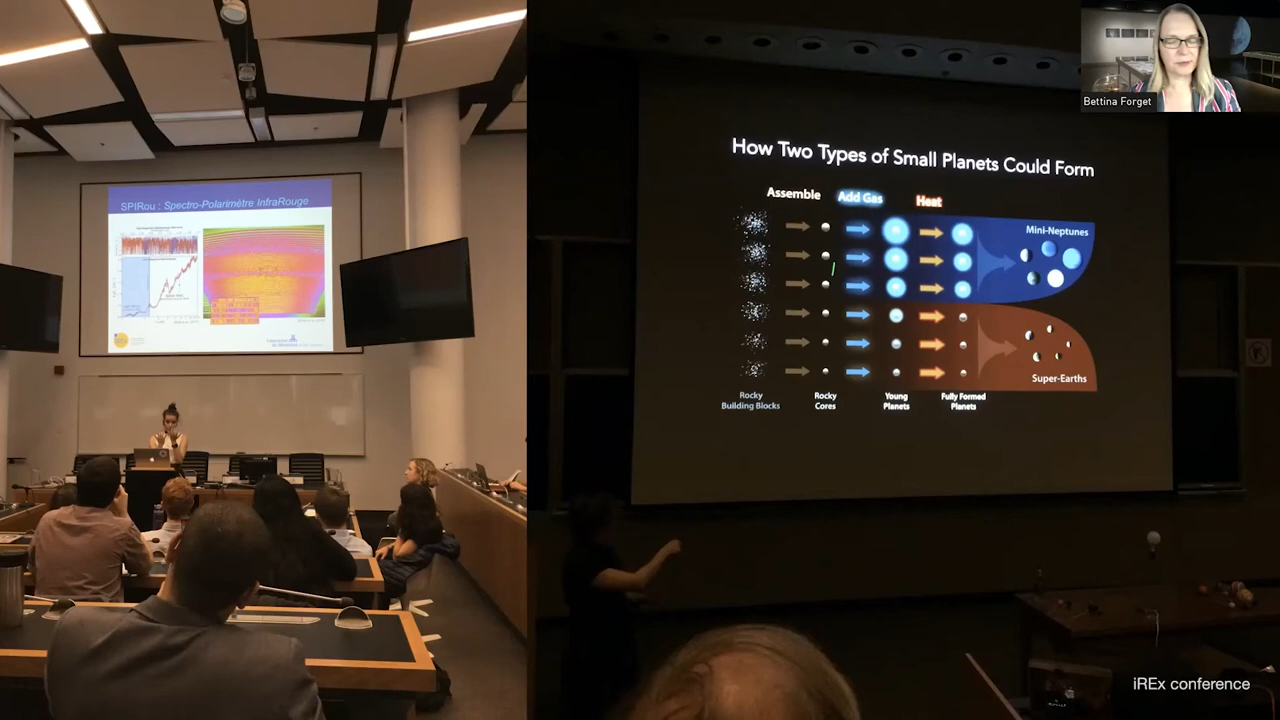 SPIRou : Spectro-Polarimètre InfraRouge
How Two Types of Small Planets Could Form
Assemble
Add Gas
Heat
Mini-Neptunes
Super-Earths
Rocky
Building Blocks
Rocky
Cores
Young
Planets
Fully Formed
Planets
Bettina Forget
iREx conference